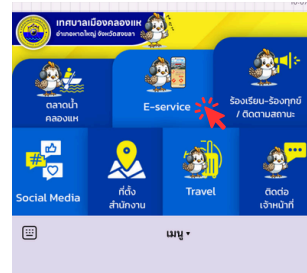 เทศบาลเมืองคลองแห
อำเภอหาดใหญ่ จังหวัดสงขลา
ตลาดน้ำ
คลองแห
E-service
ร้องเรียน-ร้องทุกข์
/ ติดตามสถานะ
Social Media
ที่ตั้ง
สำนักงาน
Travel
ติดต่อ
เจ้าหน้าที่
เมนู